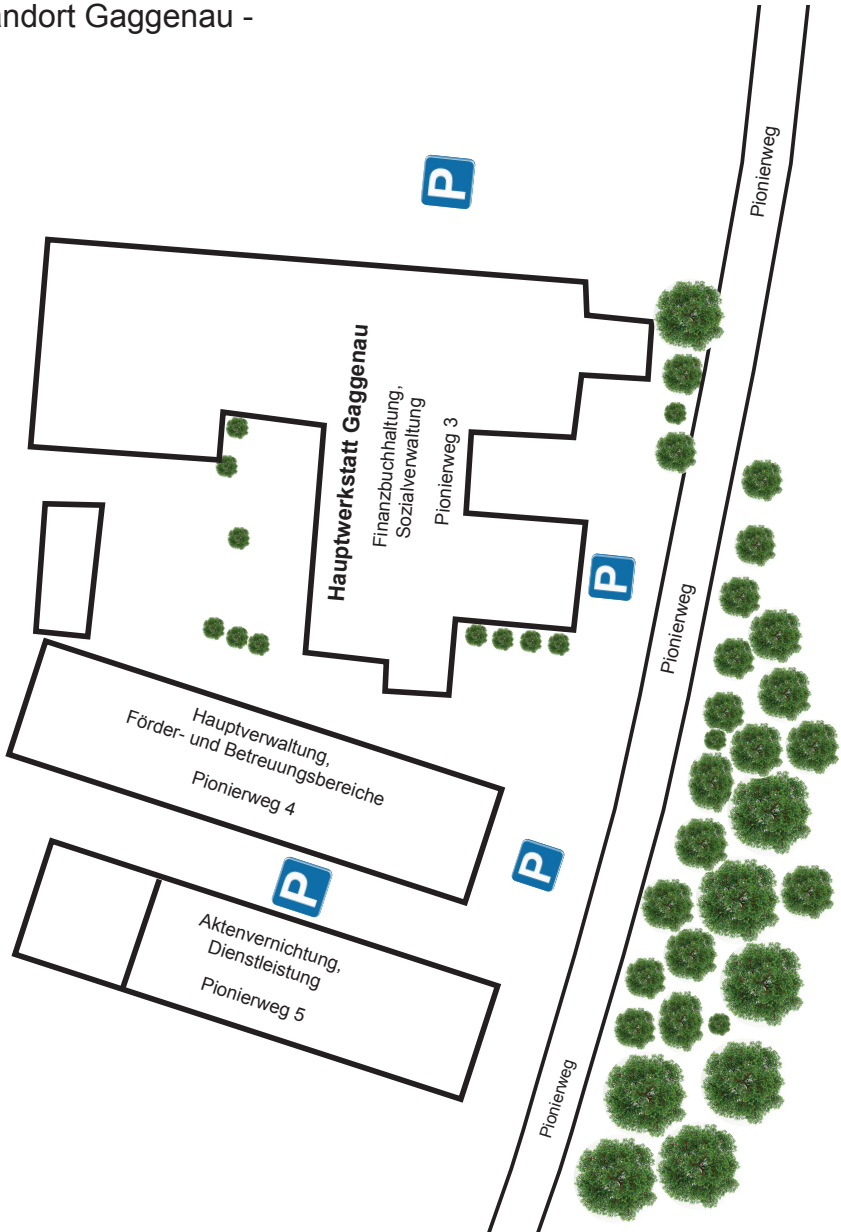 ndort Gaggenau -
Pionierweg
P
Hauptwerkstatt Gaggenau
Finanzbuchhaltung,
Sozialverwaltung
Pionierweg 3
P
Pionierweg
Hauptverwaltung,
Förder- und Betreuungsbereiche
Pionierweg 4
P
P
Aktenvernichtung,
Dienstleistung
Pionierweg 5
Pionierweg